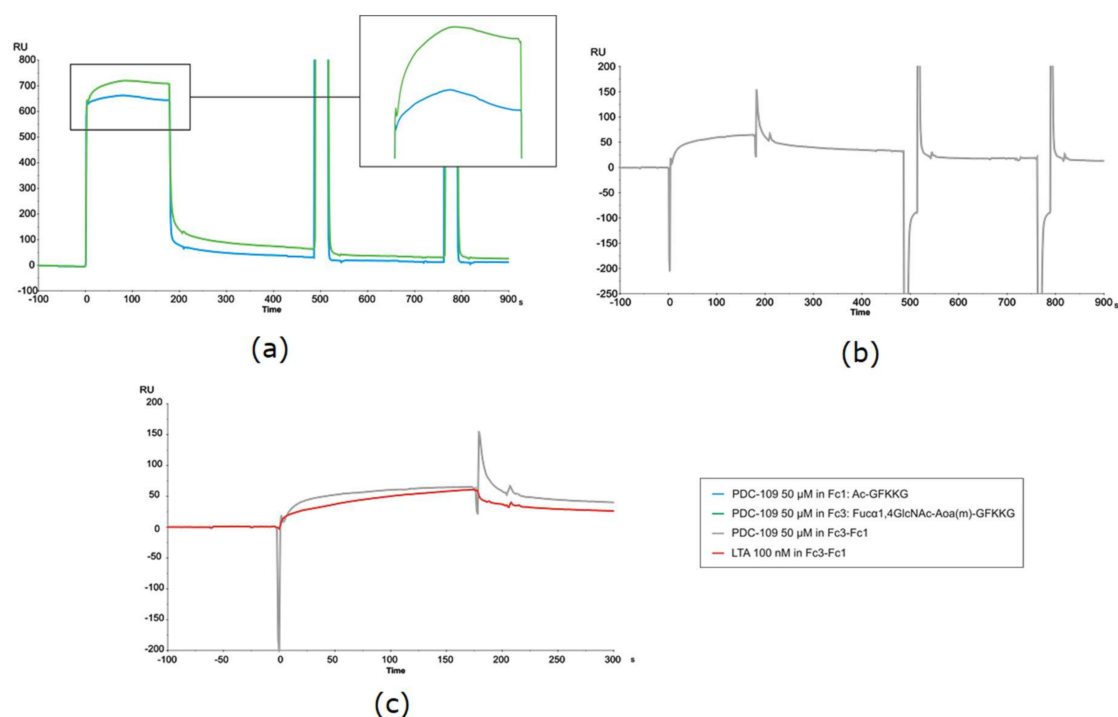 RU
800
700
600
500
400
300
200
100
0
-100
-100 0 100 200 300 400 500 600 700 800 900 s
Time
(a)
RU
200
150
100
50
0
-50
-100
-150
-200
-250
-100 0 100 200 300 400 500 600 700 800 900 s
Time
(b)
RU
200
150
100
50
0
-50
-100
-150
-200
-100 -50 0 50 100 150 200 250 300 s
Time
(c)
PDC-109 50 µM in Fc1: Ac-GFKKG
PDC-109 50 µM in Fc3: Fucα1,4GlcNAc-Aoa(m)-GFKKG
PDC-109 50 µM in Fc3-Fc1
LTA 100 nM in Fc3-Fc1